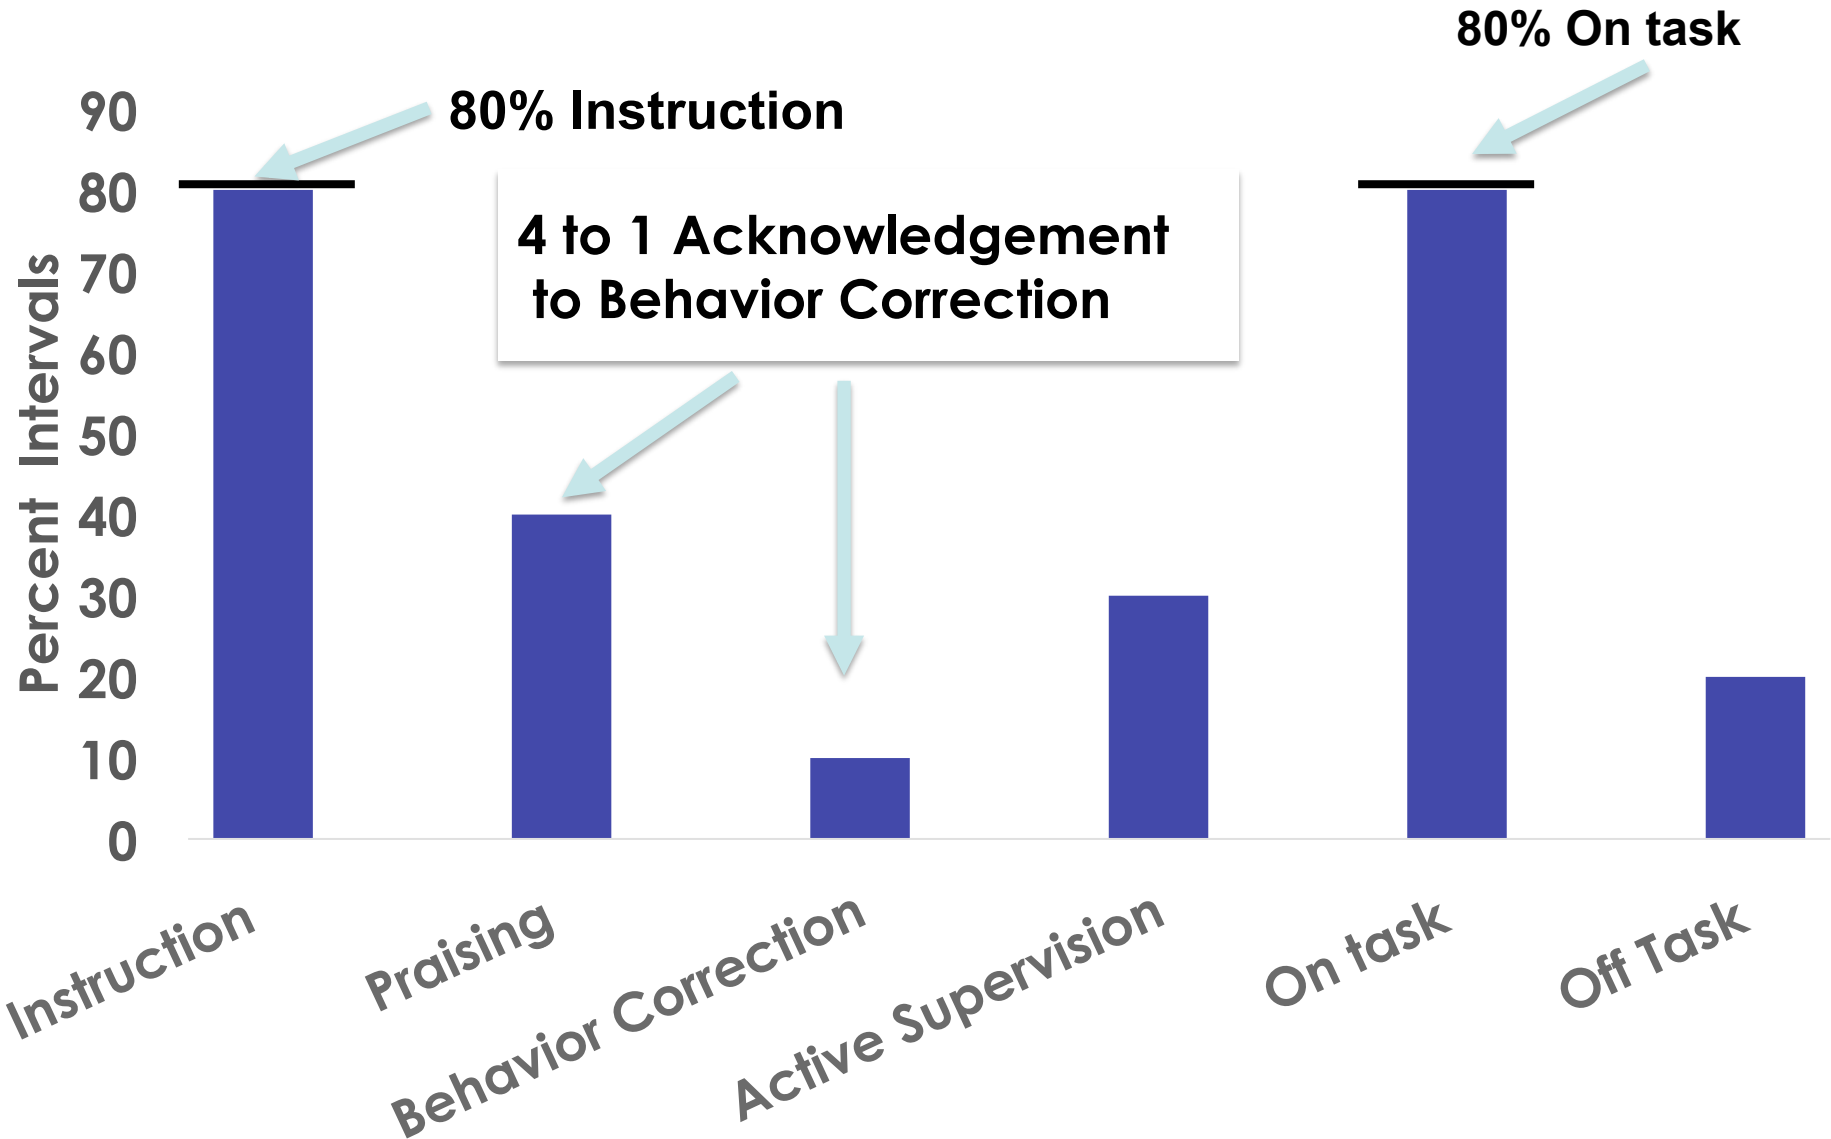 80% On task
80% Instruction
4 to 1 Acknowledgement
to Behavior Correction
Percent Intervals
90
80
70
60
50
40
30
20
10
0
Instruction
Praising
Behavior Correction
Active Supervision
On task
Off Task